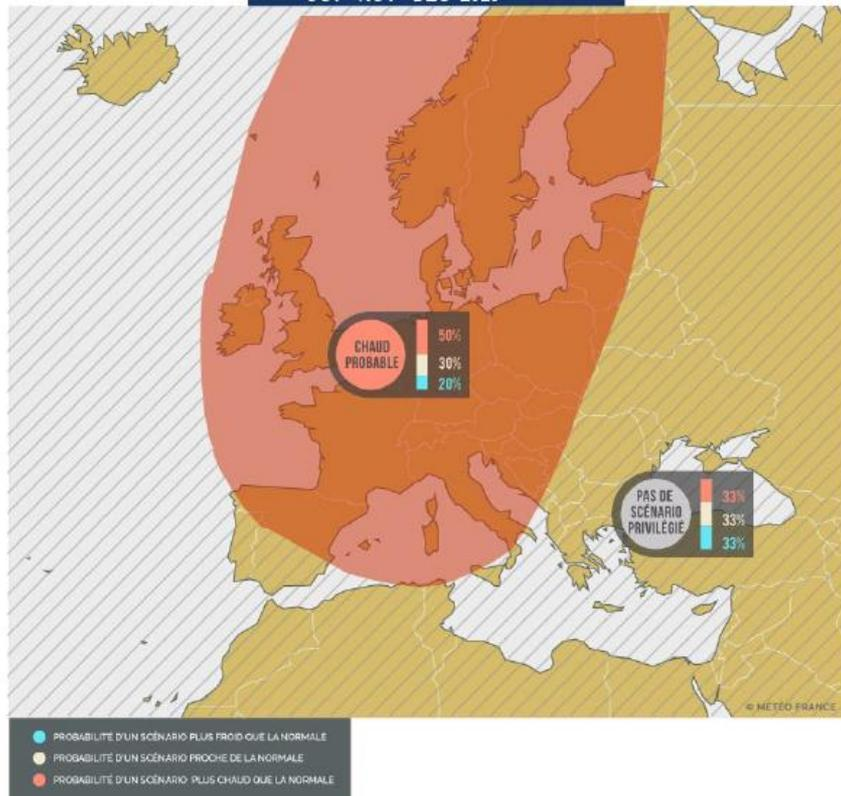 CHAUD
PROBABLE
50%
30%
20%
PAS DE
SCÉNARIO
PRIVILÉGIÉ
33%
33%
33%
© METÉO FRANCE
PROBABILITÉ D'UN SCÉNARIO PLUS FROID QUE LA NORMALE
PROBABILITÉ D'UN SCÉNARIO PROCHE DE LA NORMALE
PROBABILITÉ D'UN SCÉNARIO PLUS CHAUD QUE LA NORMALE